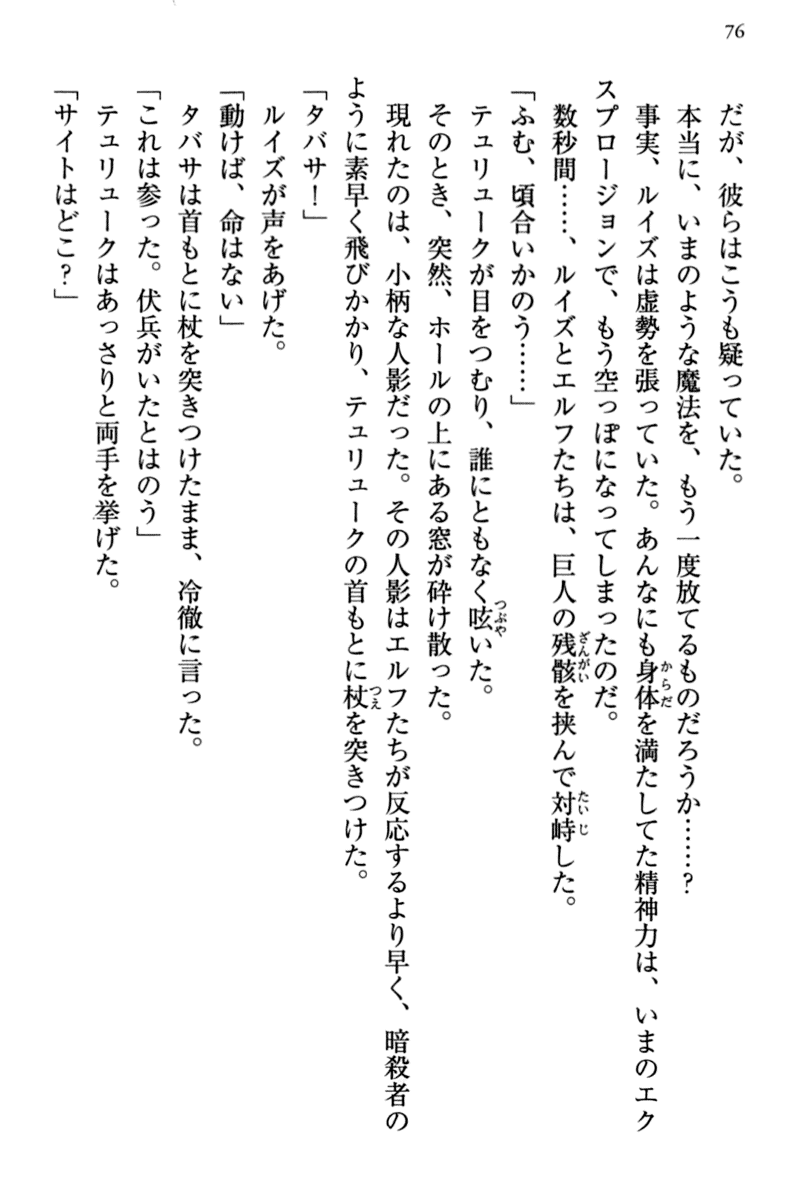 76
だが、彼らはこうも疑っていた。
本当に、いまのような魔法を、もう一度放てるものだろうか……?
事実、ルイズは虚勢を張っていた。あんなにも身体を満たしてた精神力は、いまのエク
スプロージョンで、もう空っぽになってしまったのだ。
数秒間……、ルイズとエルフたちは、巨人の残骸を挟んで対峙した。
「ふむ、頃合いかのう……」
テュリュークが目をつむり、誰にともなく呟いた。
そのとき、突然、ホールの上にある窓が砕け散った。
現れたのは、小柄な人影だった。その人影はエルフたちが反応するより早く、暗殺者の
ように素早く飛びかかり、テュリュークの首もとに杖を突きつけた。
「タバサ!」
ルイズが声をあげた。
「動けば、命はない」
タバサは首もとに杖を突きつけたまま、冷徹に言った。
「これは参った。伏兵がいたとはのう」
テュリュークはあっさりと両手を挙げた。
「サイトはどこ?」